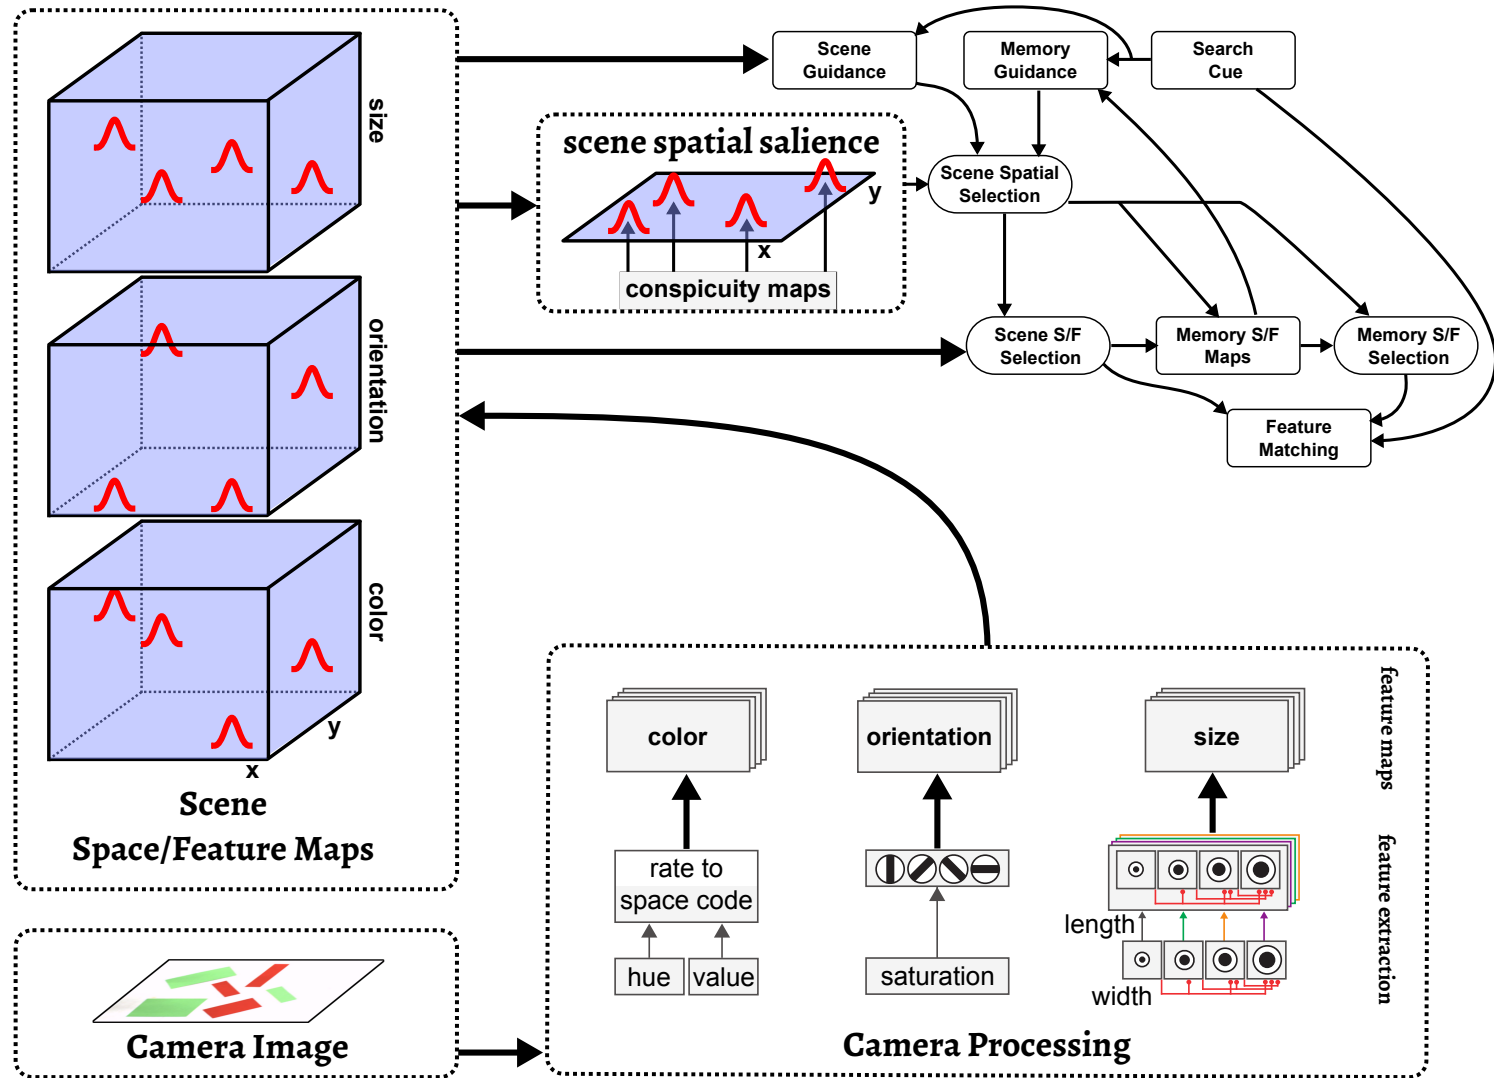 size
orientation
color
y
x
Scene
Space/Feature Maps
scene spatial salience
y
x
conspicuity maps
Scene
Guidance
Memory
Guidance
Search
Cue
Scene Spatial
Selection
Scene S/F
Selection
Memory S/F
Maps
Memory S/F
Selection
Feature
Matching
Camera Image
color
orientation
size
feature maps
rate to
space code
hue
value
saturation
length
width
feature extraction
Camera Processing